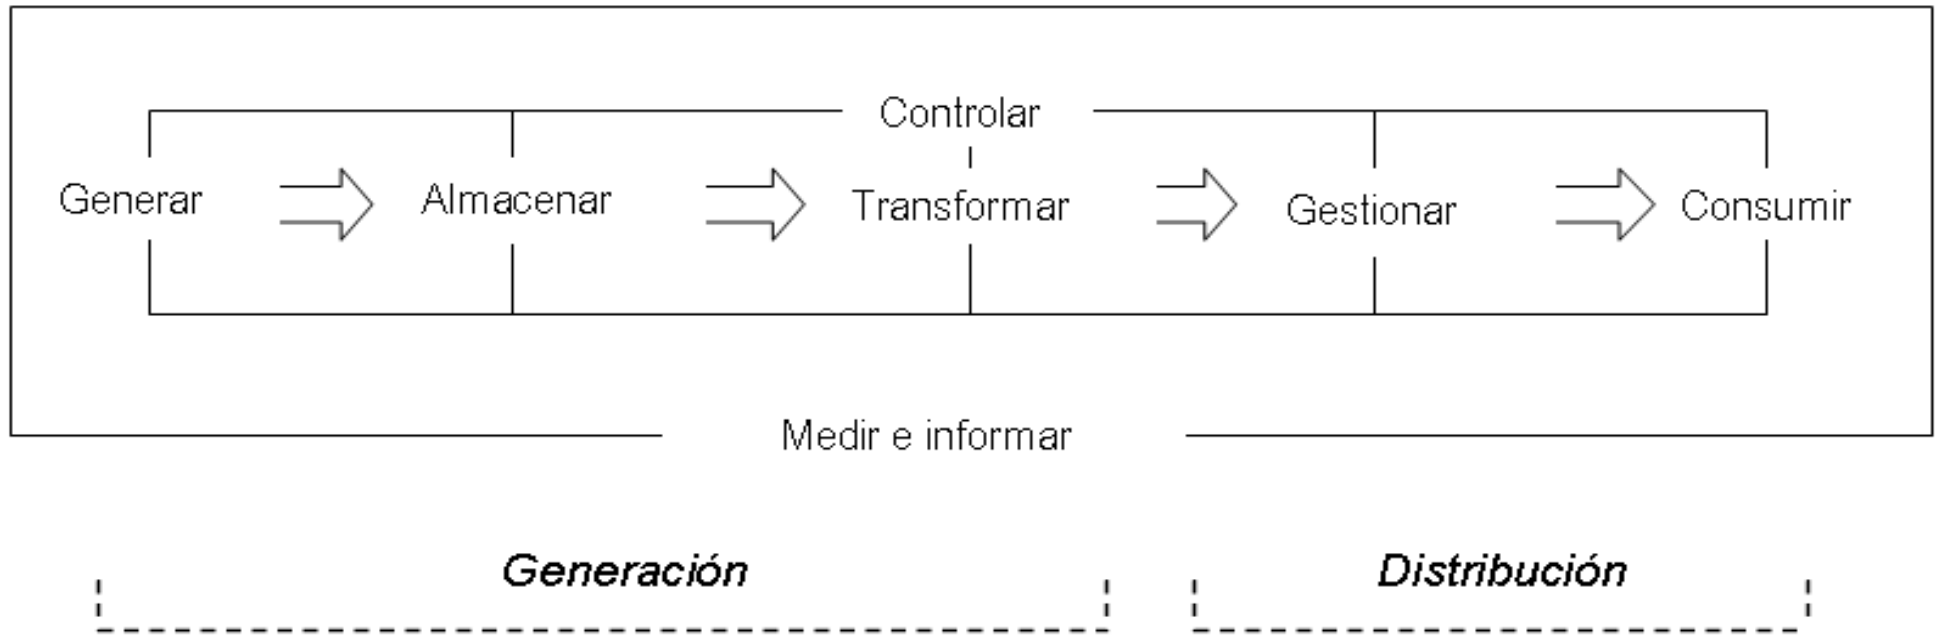 Controlar
Generar
Almacenar
Transformar
Gestionar
Consumir
Medir e informar
Generación
Distribución